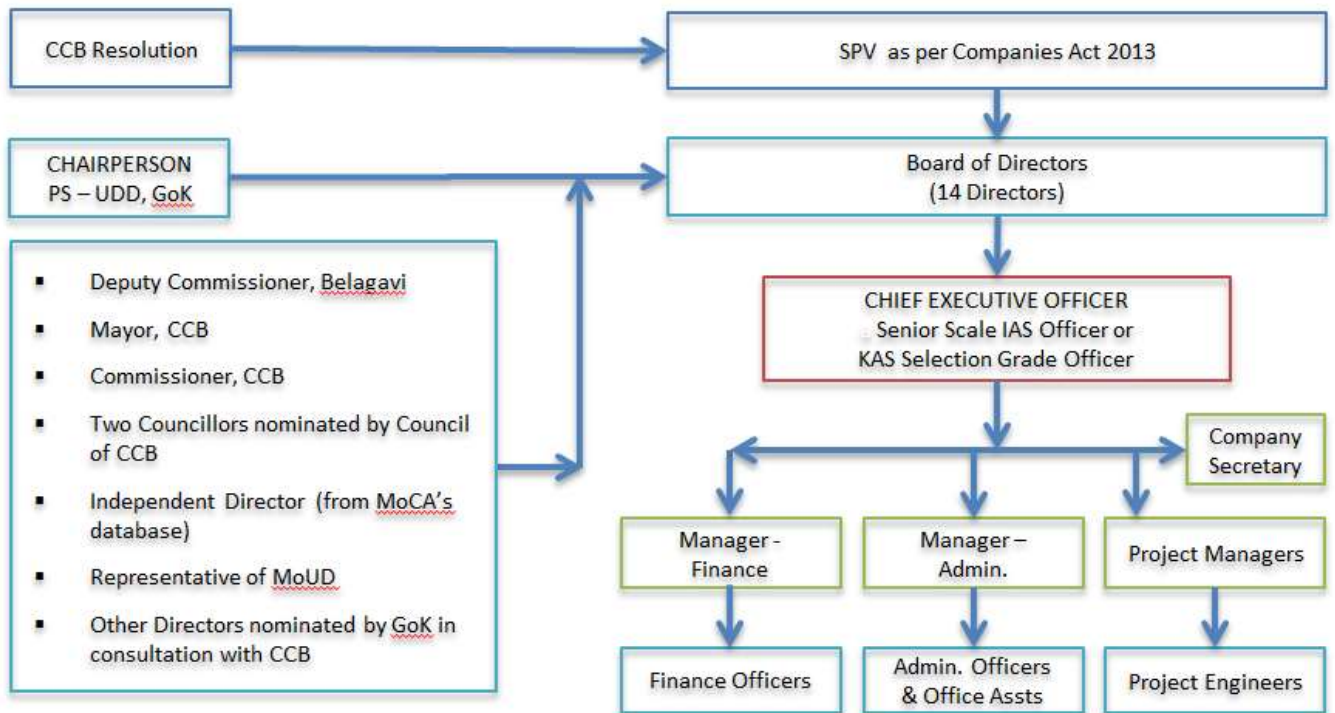 CCB Resolution
SPV as per Companies Act 2013
CHAIRPERSON
PS – UDD, GoK
Board of Directors
(14 Directors)
▪ Deputy Commissioner, Belagavi
▪ Mayor, CCB
▪ Commissioner, CCB
▪ Two Councillors nominated by Council
of CCB
▪ Independent Director (from MoCA's
database)
▪ Representative of MoUD
▪ Other Directors nominated by GoK in
consultation with CCB
CHIEF EXECUTIVE OFFICER
. Senior Scale IAS Officer or
KAS Selection Grade Officer
Company
Secretary
Manager -
Finance
Manager –
Admin.
Project Managers
Finance Officers
Admin. Officers
& Office Assts
Project Engineers